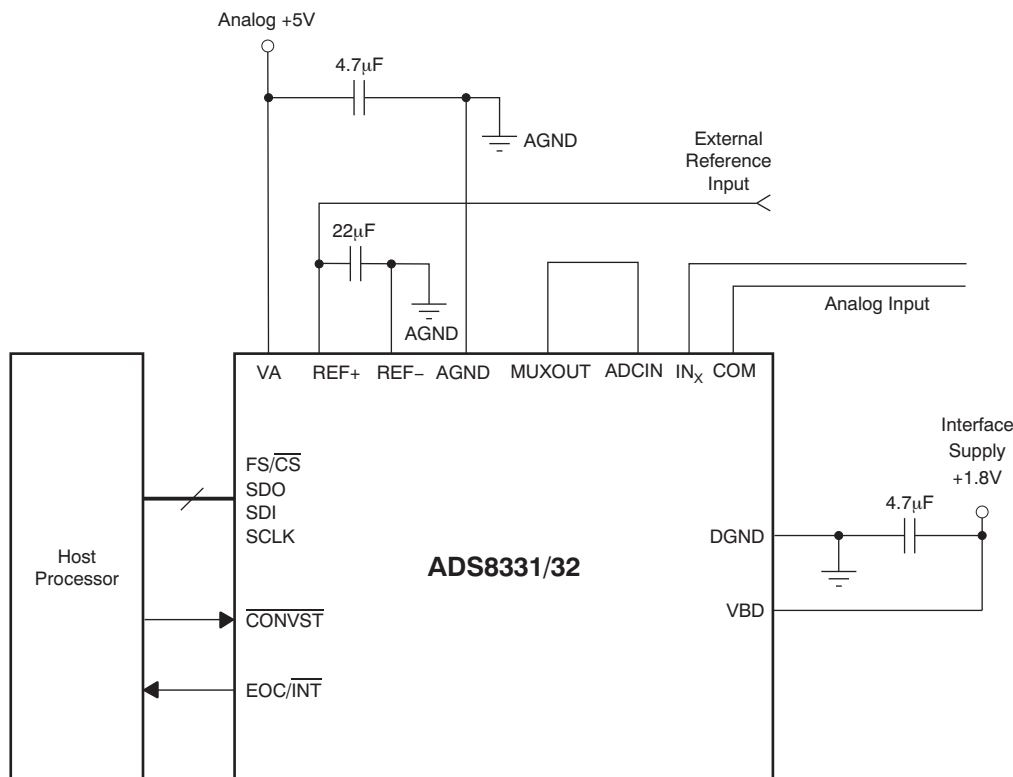 Analog +5V
4.7μF
AGND
External
Reference
Input
22μF
AGND
Analog Input
VA REF+ REF− AGND MUXOUT ADCIN INX COM
Interface
Supply
+1.8V
FS/CS
SDO
SDI
SCLK
4.7μF
DGND
Host
Processor
ADS8331/32
CONVST
VBD
EOC/INT